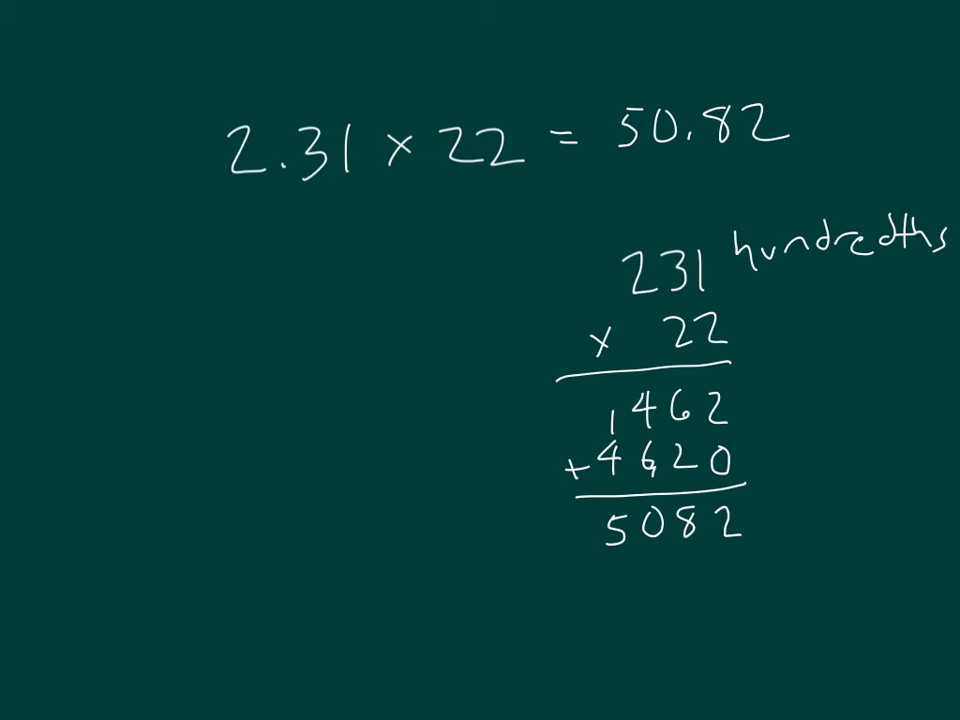 2.31 × 22 = 50.82
231 hundredths
× 22
1462
+4620
5082